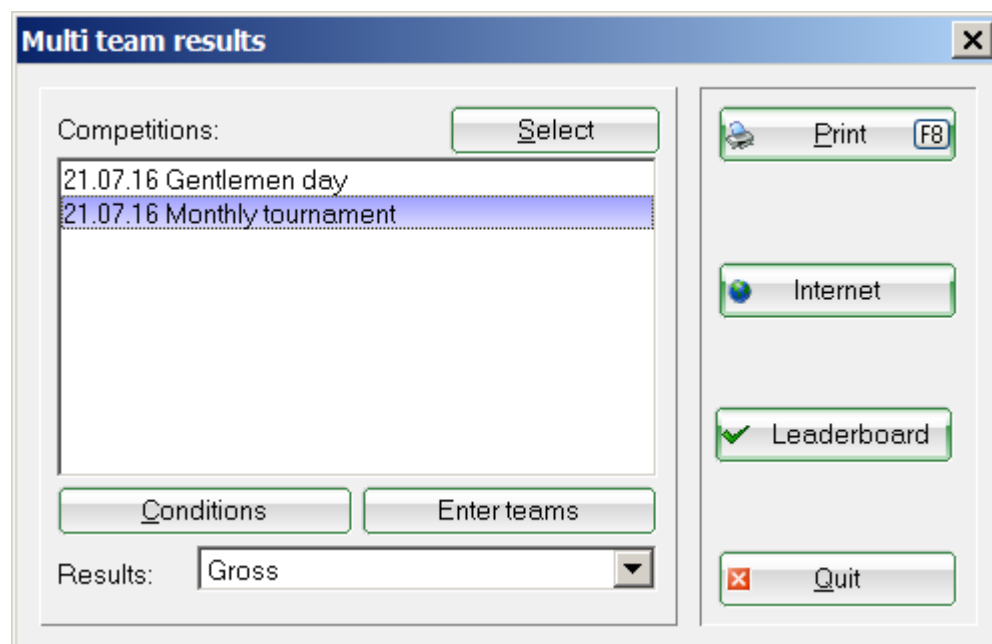 Multi team results
Competitions:
Select
21.07.16 Gentlemen day
21.07.16 Monthly tournament
Conditions
Enter teams
Results:
Gross
Print F8
Internet
Leaderboard
Quit